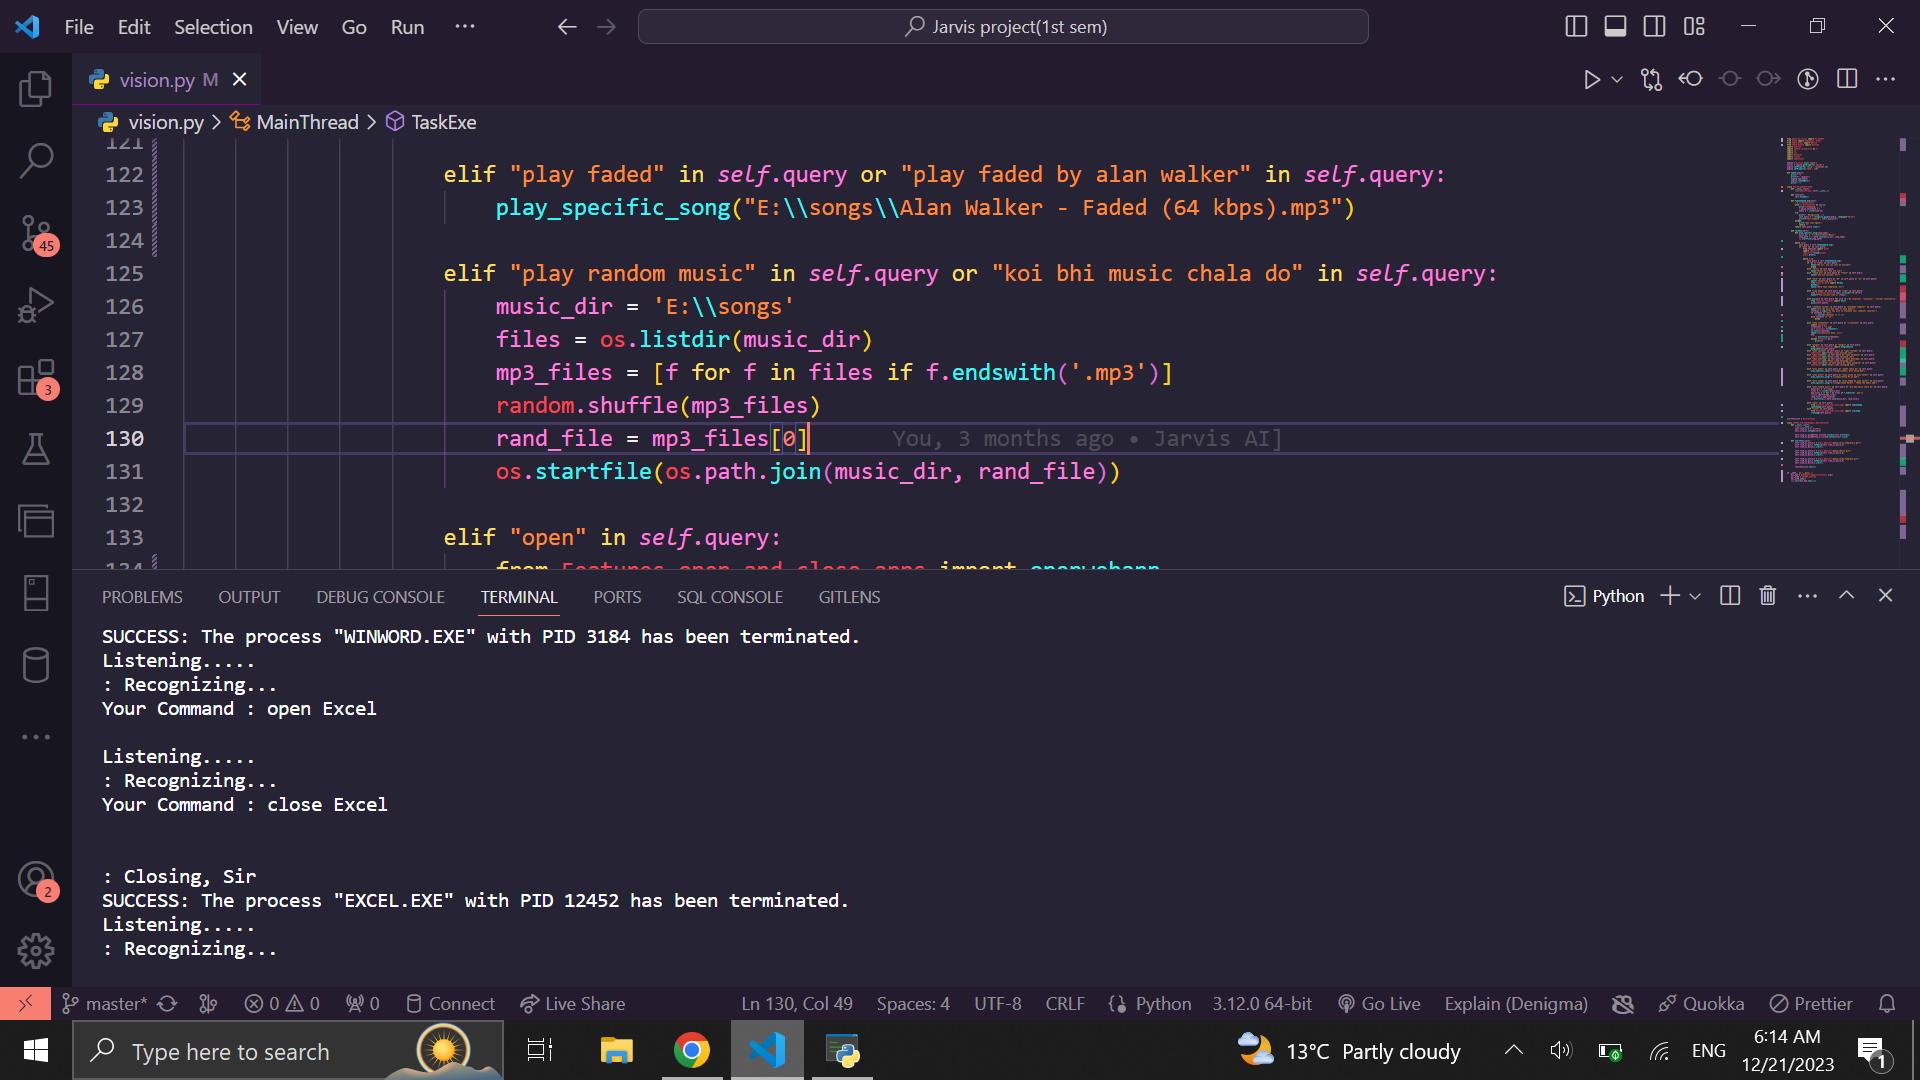 File Edit Selection View Go Run ··· Jarvis project(1st sem)
vision.py M
vision.py > MainThread > TaskExe
121
122 elif "play faded" in self.query or "play faded by alan walker" in self.query:
123 play_specific_song("E:\\songs\\Alan Walker - Faded (64 kbps).mp3")
124
125 elif "play random music" in self.query or "koi bhi music chala do" in self.query:
126 music_dir = 'E:\\songs'
127 files = os.listdir(music_dir)
128 mp3_files = [f for f in files if f.endswith('.mp3')]
129 random.shuffle(mp3_files)
130 rand_file = mp3_files[0] You, 3 months ago • Jarvis AI]
131 os.startfile(os.path.join(music_dir, rand_file))
132
133 elif "open" in self.query:
134 from Features.open_and_close_apps import openwebapp
45
3
2
PROBLEMS OUTPUT DEBUG CONSOLE TERMINAL PORTS SQL CONSOLE GITLENS Python
SUCCESS: The process "WINWORD.EXE" with PID 3184 has been terminated.
Listening.....
: Recognizing...
Your Command : open Excel
Listening.....
: Recognizing...
Your Command : close Excel
: Closing, Sir
SUCCESS: The process "EXCEL.EXE" with PID 12452 has been terminated.
Listening.....
: Recognizing...
master* 0 0 0 Connect Live Share Ln 130, Col 49 Spaces: 4 UTF-8 CRLF Python 3.12.0 64-bit Go Live Explain (Denigma) Quokka Prettier
Type here to search 13°C Partly cloudy ENG 6:14 AM
12/21/2023 1